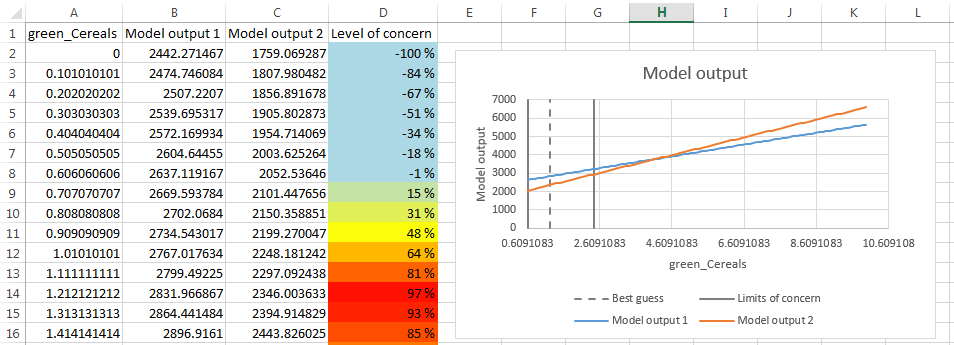 A B C D E F G H I J K L
1 green_Cereals Model output 1 Model output 2 Level of concern
2 0 2442.271467 1759.069287 -100 %
3 0.101010101 2474.746084 1807.980482 -84 %
4 0.202020202 2507.2207 1856.891678 -67 %
5 0.303030303 2539.695317 1905.802873 -51 %
6 0.404040404 2572.169934 1954.714069 -34 %
7 0.505050505 2604.64455 2003.625264 -18 %
8 0.606060606 2637.119167 2052.53646 -1 %
9 0.707070707 2669.593784 2101.447656 15 %
10 0.808080808 2702.0684 2150.358851 31 %
11 0.909090909 2734.543017 2199.270047 48 %
12 1.01010101 2767.017634 2248.181242 64 %
13 1.111111111 2799.49225 2297.092438 81 %
14 1.212121212 2831.966867 2346.003633 97 %
15 1.313131313 2864.441484 2394.914829 93 %
16 1.414141414 2896.9161 2443.826025 85 %
Model output
7000
6000
5000
4000
3000
2000
1000
0
Model output
0.6091083 2.6091083 4.6091083 6.6091083 8.6091083 10.609108
green_Cereals
Best guess Limits of concern
Model output 1 Model output 2